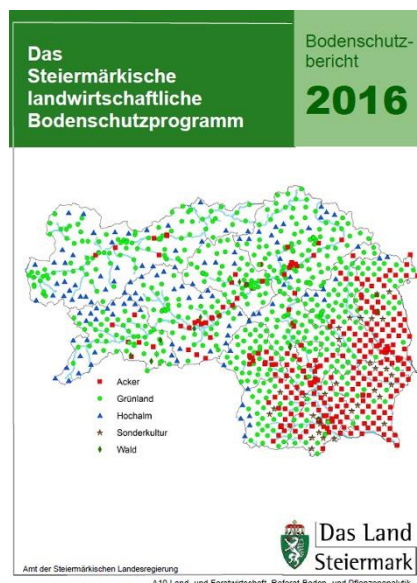 Das
Steiermärkische
landwirtschaftliche
Bodenschutzprogramm
Bodenschutz-
bericht
2016
Acker
Grünland
Hochalm
Sonderkultur
Wald
Das Land
Steiermark
Amt der Steiermärkischen Landesregierung
A10 Land- und Forstwirtschaft, Referat Boden- und Pflanzenanalytik